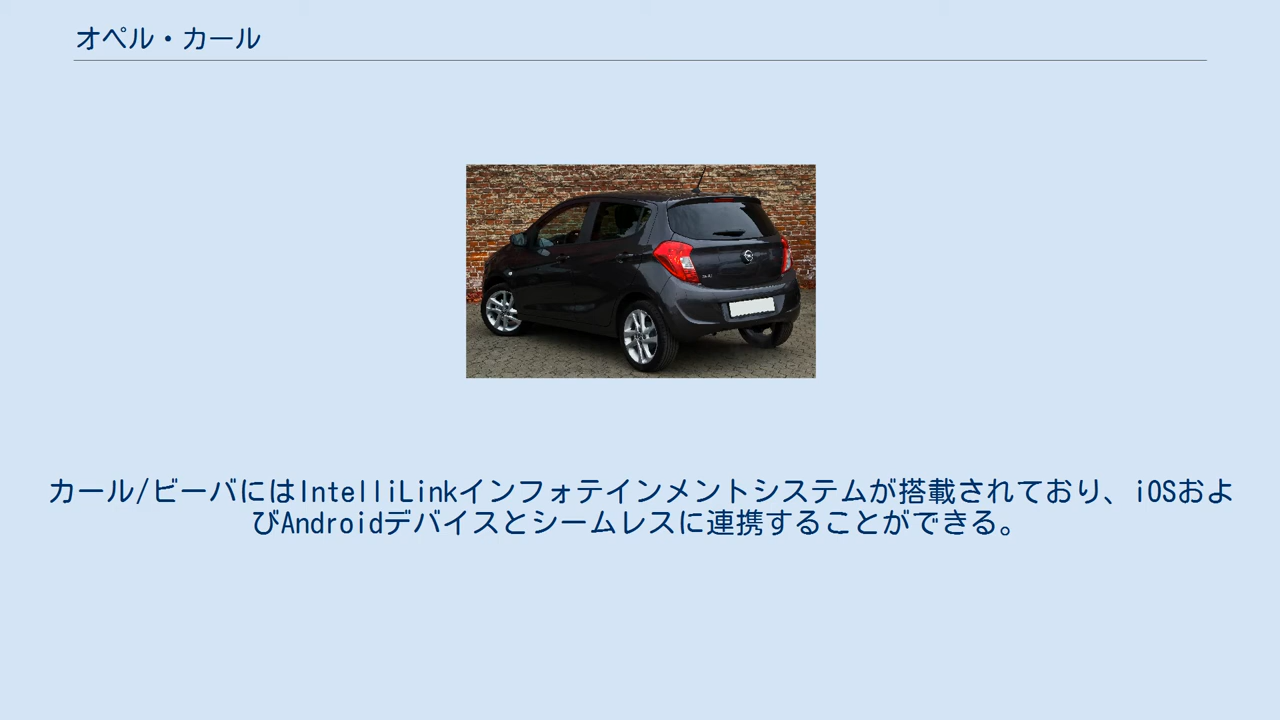 オペル・カール
カール/ビーバにはIntelliLinkインフォテインメントシステムが搭載されており、iOSおよ
びAndroidデバイスとシームレスに連携することができる。